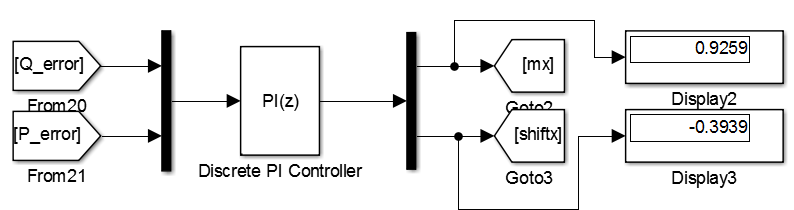 [Q_error]
From20
[P_error]
From21
PI(z)
Discrete PI Controller
[mx]
Goto2
[shiftx]
Goto3
0.9259
Display2
-0.3939
Display3